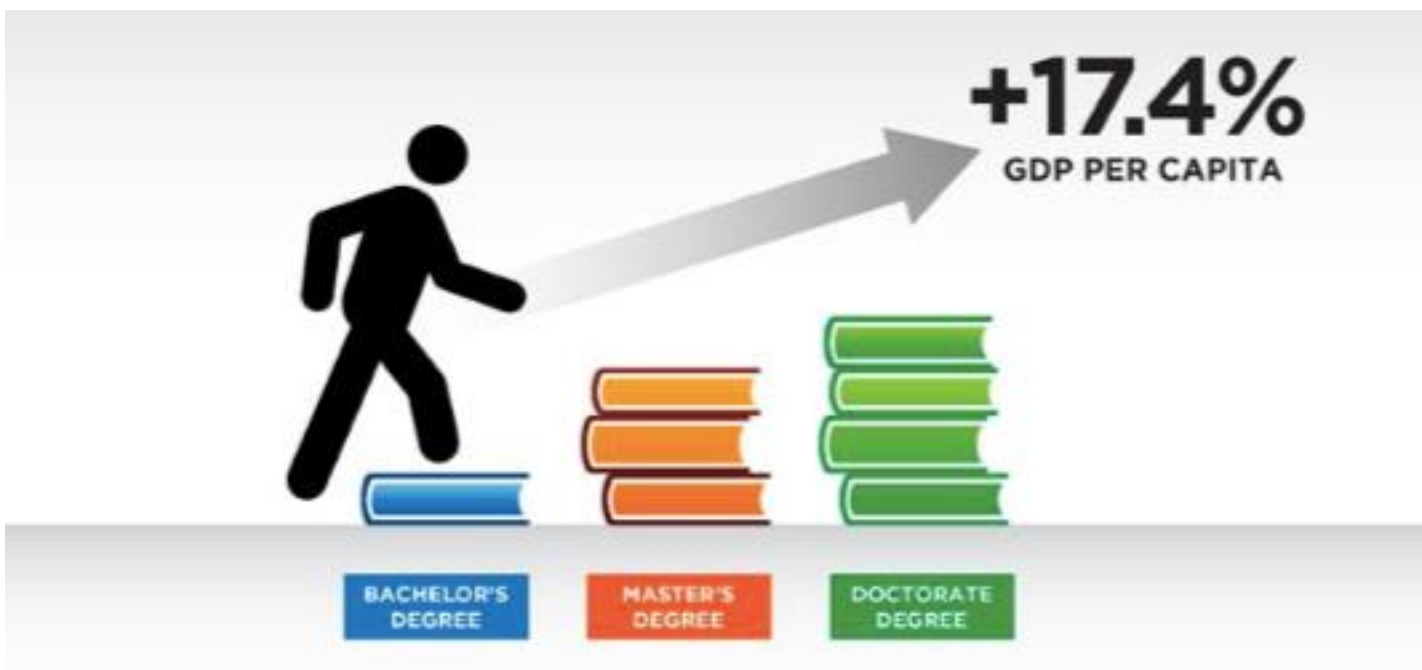 +17.4%
GDP PER CAPITA
BACHELOR'S
DEGREE
MASTER'S
DEGREE
DOCTORATE
DEGREE